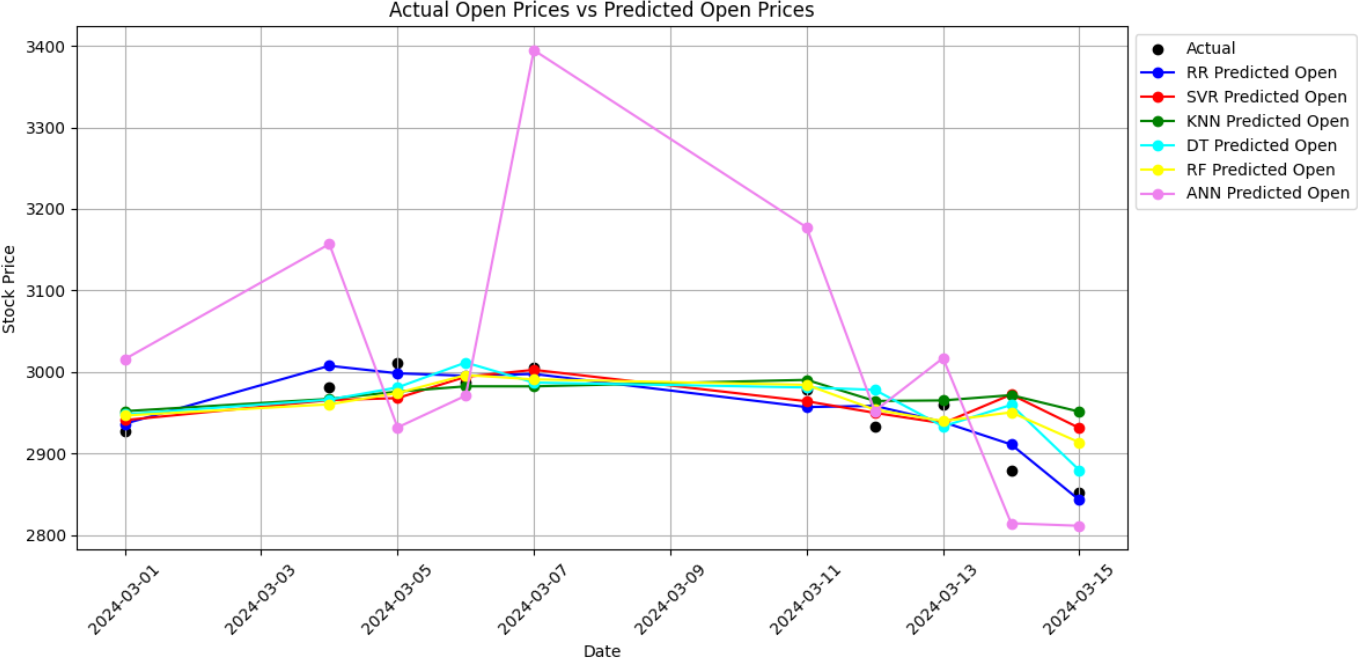 Actual Open Prices vs Predicted Open Prices
3400
3300
3200
3100
3000
2900
2800
Stock Price
2024-03-01
2024-03-03
2024-03-05
2024-03-07
2024-03-09
2024-03-11
2024-03-13
2024-03-15
Date
Actual
RR Predicted Open
SVR Predicted Open
KNN Predicted Open
DT Predicted Open
RF Predicted Open
ANN Predicted Open